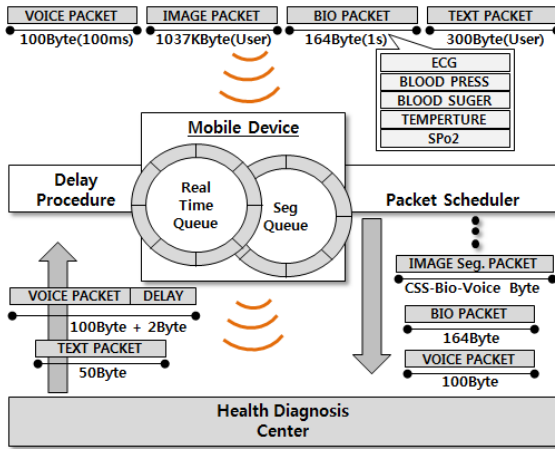 VOICE PACKET
IMAGE PACKET
BIO PACKET
TEXT PACKET
100Byte(100ms)
1037KByte(User)
164Byte(1s)
300Byte(User)
ECG
BLOOD PRESS
BLOOD SUGER
TEMPERTURE
SPo2
Mobile Device
Delay
Procedure
Real
Time
Queue
Seg
Queue
Packet Scheduler
IMAGE Seg. PACKET
CSS-Bio-Voice Byte
VOICE PACKET
DELAY
100Byte + 2Byte
BIO PACKET
164Byte
TEXT PACKET
50Byte
VOICE PACKET
100Byte
Health Diagnosis
Center